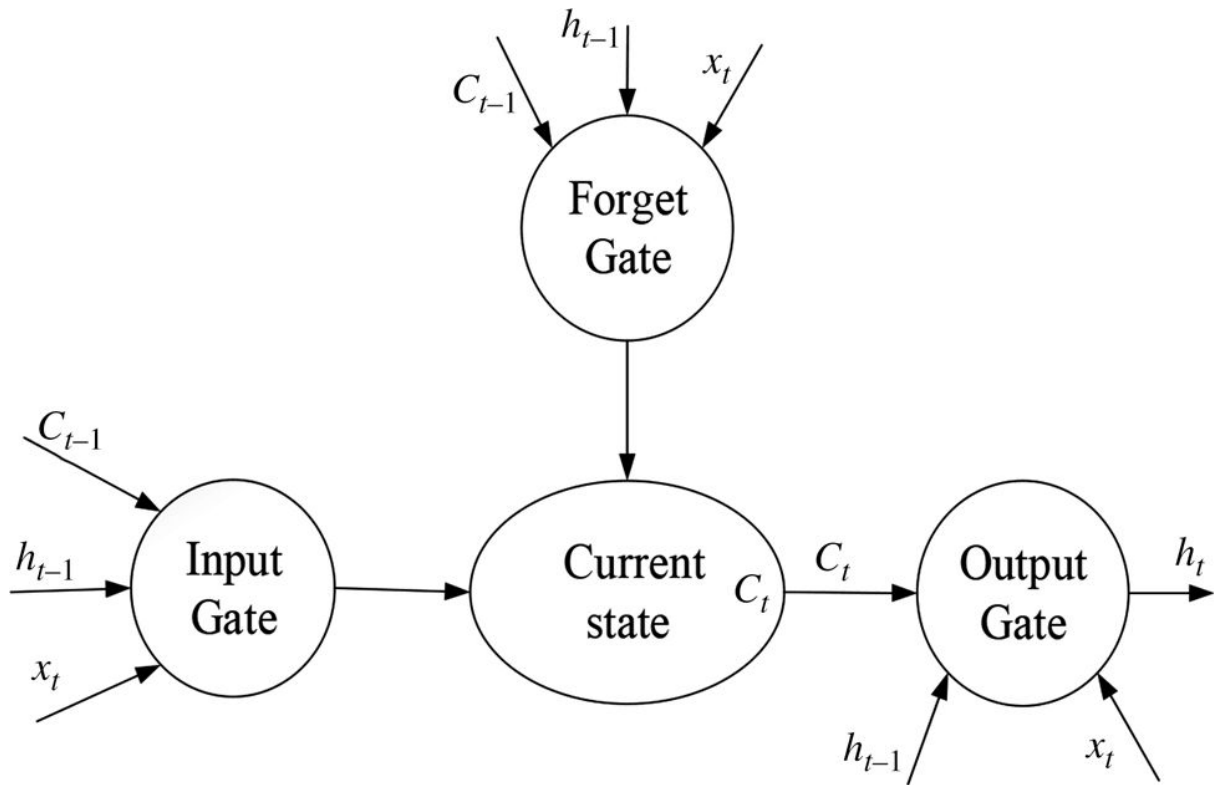 h_{t–1}
C_{t–1}
x_t
Forget
Gate
C_{t–1}
h_{t–1}
x_t
Input
Gate
Current
state
C_t
C_t
Output
Gate
h_t
h_{t–1}
x_t